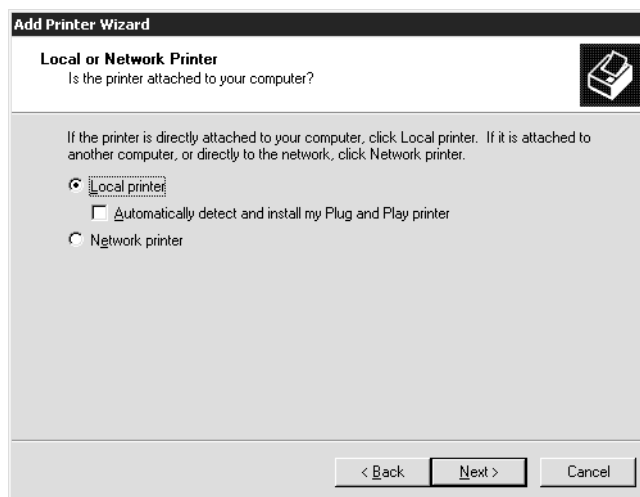 Add Printer Wizard
Local or Network Printer
Is the printer attached to your computer?
If the printer is directly attached to your computer, click Local printer.  If it is attached to
another computer, or directly to the network, click Network printer.
Local printer
Automatically detect and install my Plug and Play printer
Network printer
< Back
Next >
Cancel